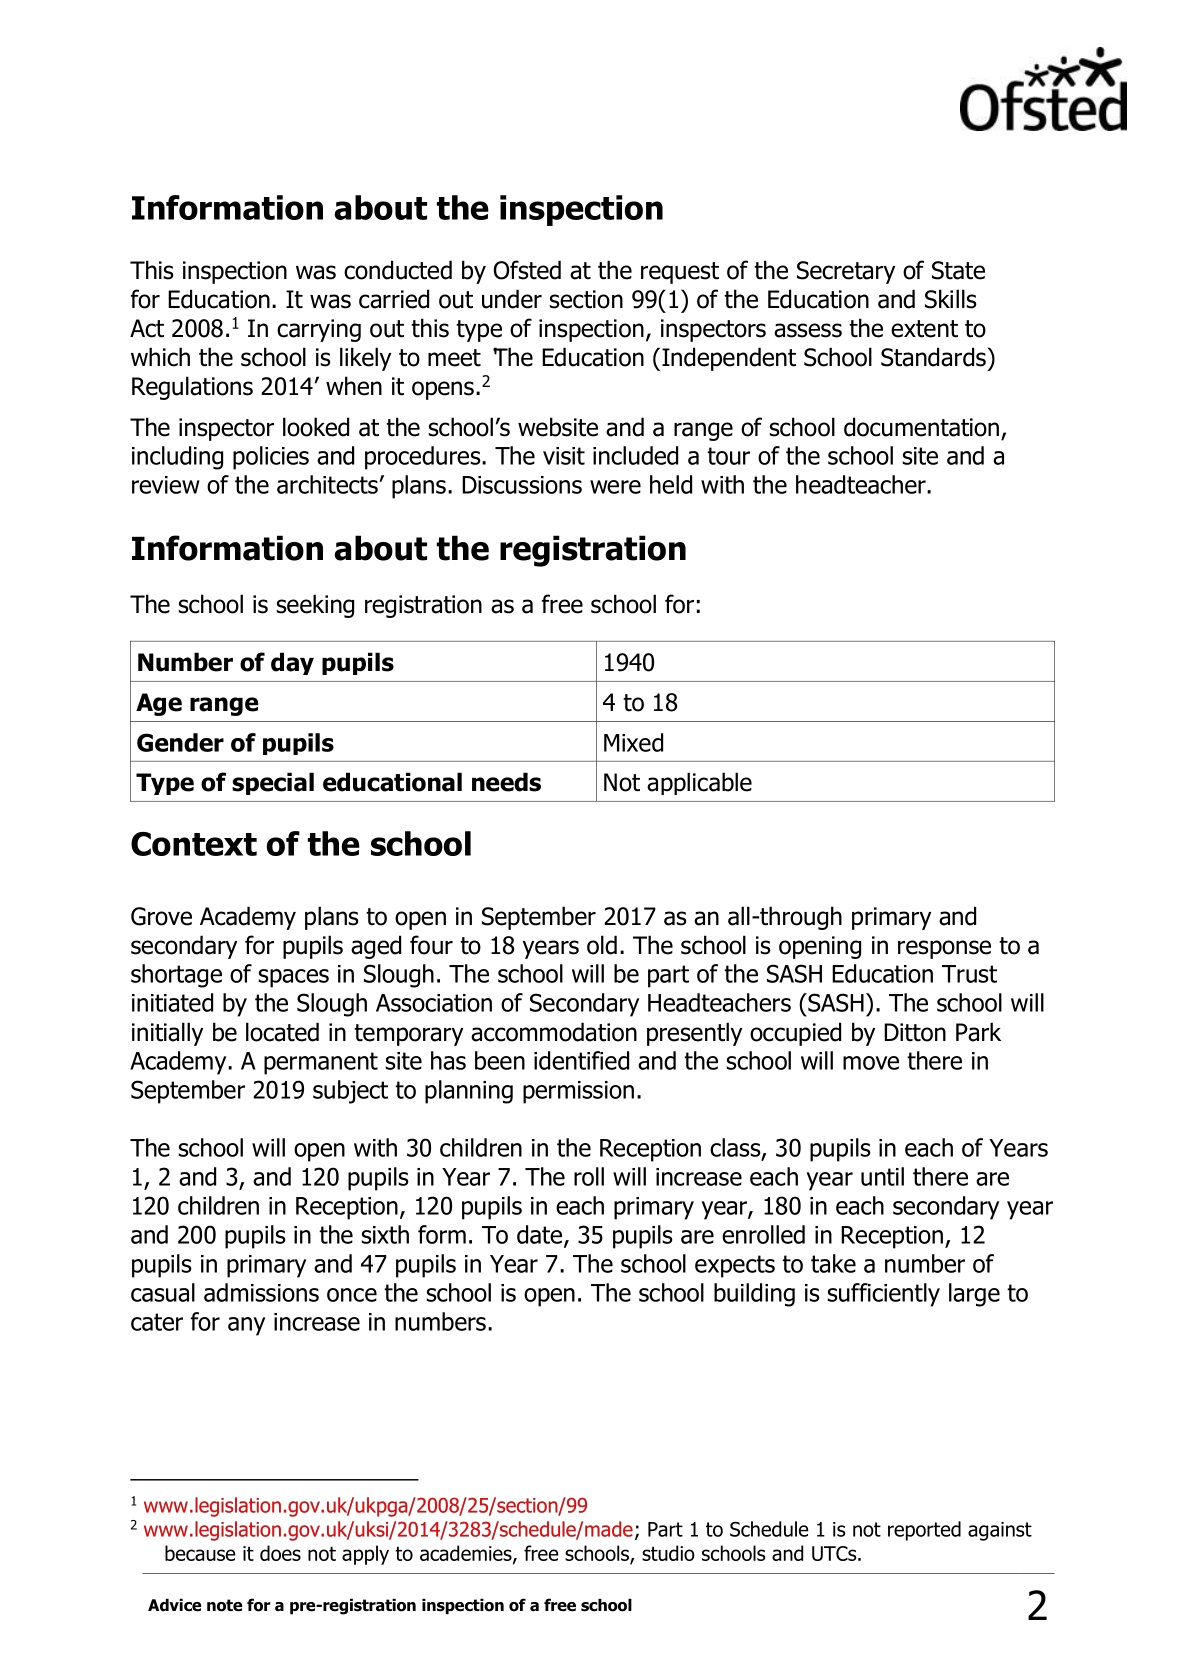 Ofsted
Information about the inspection
This inspection was conducted by Ofsted at the request of the Secretary of State
for Education. It was carried out under section 99(1) of the Education and Skills
Act 2008.¹ In carrying out this type of inspection, inspectors assess the extent to
which the school is likely to meet ‘The Education (Independent School Standards)
Regulations 2014’ when it opens.²
The inspector looked at the school’s website and a range of school documentation,
including policies and procedures. The visit included a tour of the school site and a
review of the architects’ plans. Discussions were held with the headteacher.
Information about the registration
The school is seeking registration as a free school for:
Number of day pupils 1940
Age range 4 to 18
Gender of pupils Mixed
Type of special educational needs Not applicable
Context of the school
Grove Academy plans to open in September 2017 as an all-through primary and
secondary for pupils aged four to 18 years old. The school is opening in response to a
shortage of spaces in Slough. The school will be part of the SASH Education Trust
initiated by the Slough Association of Secondary Headteachers (SASH). The school will
initially be located in temporary accommodation presently occupied by Ditton Park
Academy. A permanent site has been identified and the school will move there in
September 2019 subject to planning permission.
The school will open with 30 children in the Reception class, 30 pupils in each of Years
1, 2 and 3, and 120 pupils in Year 7. The roll will increase each year until there are
120 children in Reception, 120 pupils in each primary year, 180 in each secondary year
and 200 pupils in the sixth form. To date, 35 pupils are enrolled in Reception, 12
pupils in primary and 47 pupils in Year 7. The school expects to take a number of
casual admissions once the school is open. The school building is sufficiently large to
cater for any increase in numbers.
¹ www.legislation.gov.uk/ukpga/2008/25/section/99
² www.legislation.gov.uk/uksi/2014/3283/schedule/made; Part 1 to Schedule 1 is not reported against
because it does not apply to academies, free schools, studio schools and UTCs.
Advice note for a pre-registration inspection of a free school 2